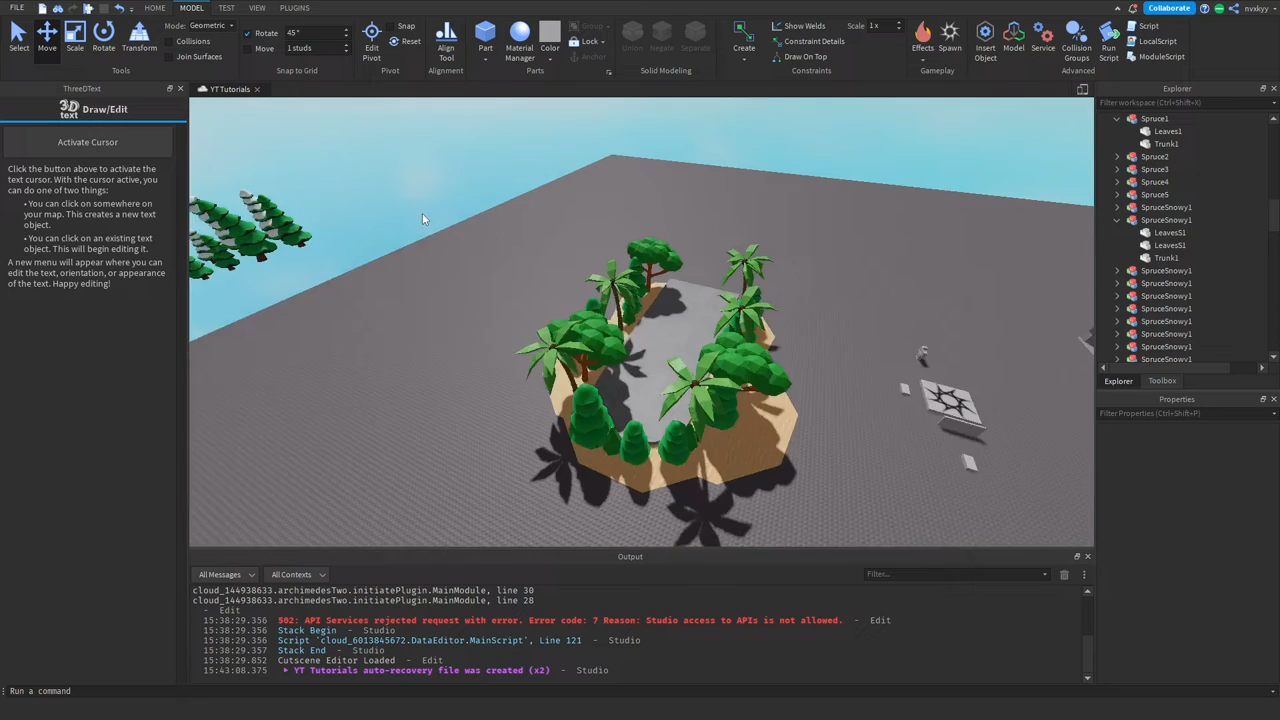 FILE HOME MODEL TEST VIEW PLUGINS Collaborate nvxkyy
Select Move Scale Rotate Transform
Mode: Geometric
Collisions
Join Surfaces
Tools
Rotate 45°
Move 1 studs
Snap to Grid
Edit Pivot
Snap
Reset
Pivot
Align Tool
Alignment
Part Material Manager Color
Group
Lock
Anchor
Parts
Union Negate Separate
Solid Modeling
Create
Show Welds Scale 1x
Constraint Details
Draw On Top
Constraints
Effects Spawn
Gameplay
Insert Object Model Service Collision Groups Run Script
Script
LocalScript
ModuleScript
Advanced
ThreeDText
3D text Draw/Edit
Activate Cursor
Click the button above to activate the
text cursor. With the cursor active, you
can do one of two things:
• You can click on somewhere on
your map. This creates a new text
object.
• You can click on an existing text
object. This will begin editing it.
A new menu will appear where you can
edit the text, orientation, or appearance
of the text. Happy editing!
YT Tutorials
Explorer
Filter workspace (Ctrl+Shift+X)
Spruce1
Leaves1
Trunk1
Spruce2
Spruce3
Spruce4
Spruce5
SpruceSnowy1
SpruceSnowy1
LeavesS1
LeavesS1
Trunk1
SpruceSnowy1
SpruceSnowy1
SpruceSnowy1
SpruceSnowy1
SpruceSnowy1
SpruceSnowy1
SpruceSnowy1
SpruceSnowy1
Explorer Toolbox
Properties
Filter Properties (Ctrl+Shift+P)
Output
All Messages All Contexts Filter...
cloud_144938633.archimedesTwo.initiatePlugin.MainModule, line 30
cloud_144938633.archimedesTwo.initiatePlugin.MainModule, line 28
- Edit
15:38:29.356 502: API Services rejected request with error. Error code: 7 Reason: Studio access to APIs is not allowed. - Edit
15:38:29.356 Stack Begin - Studio
15:38:29.356 Script 'cloud_6013845672.DataEditor.MainScript', Line 121 - Studio
15:38:29.357 Stack End - Studio
15:38:29.852 Cutscene Editor Loaded - Edit
15:43:08.375 YT Tutorials auto-recovery file was created (x2) - Studio
Run a command